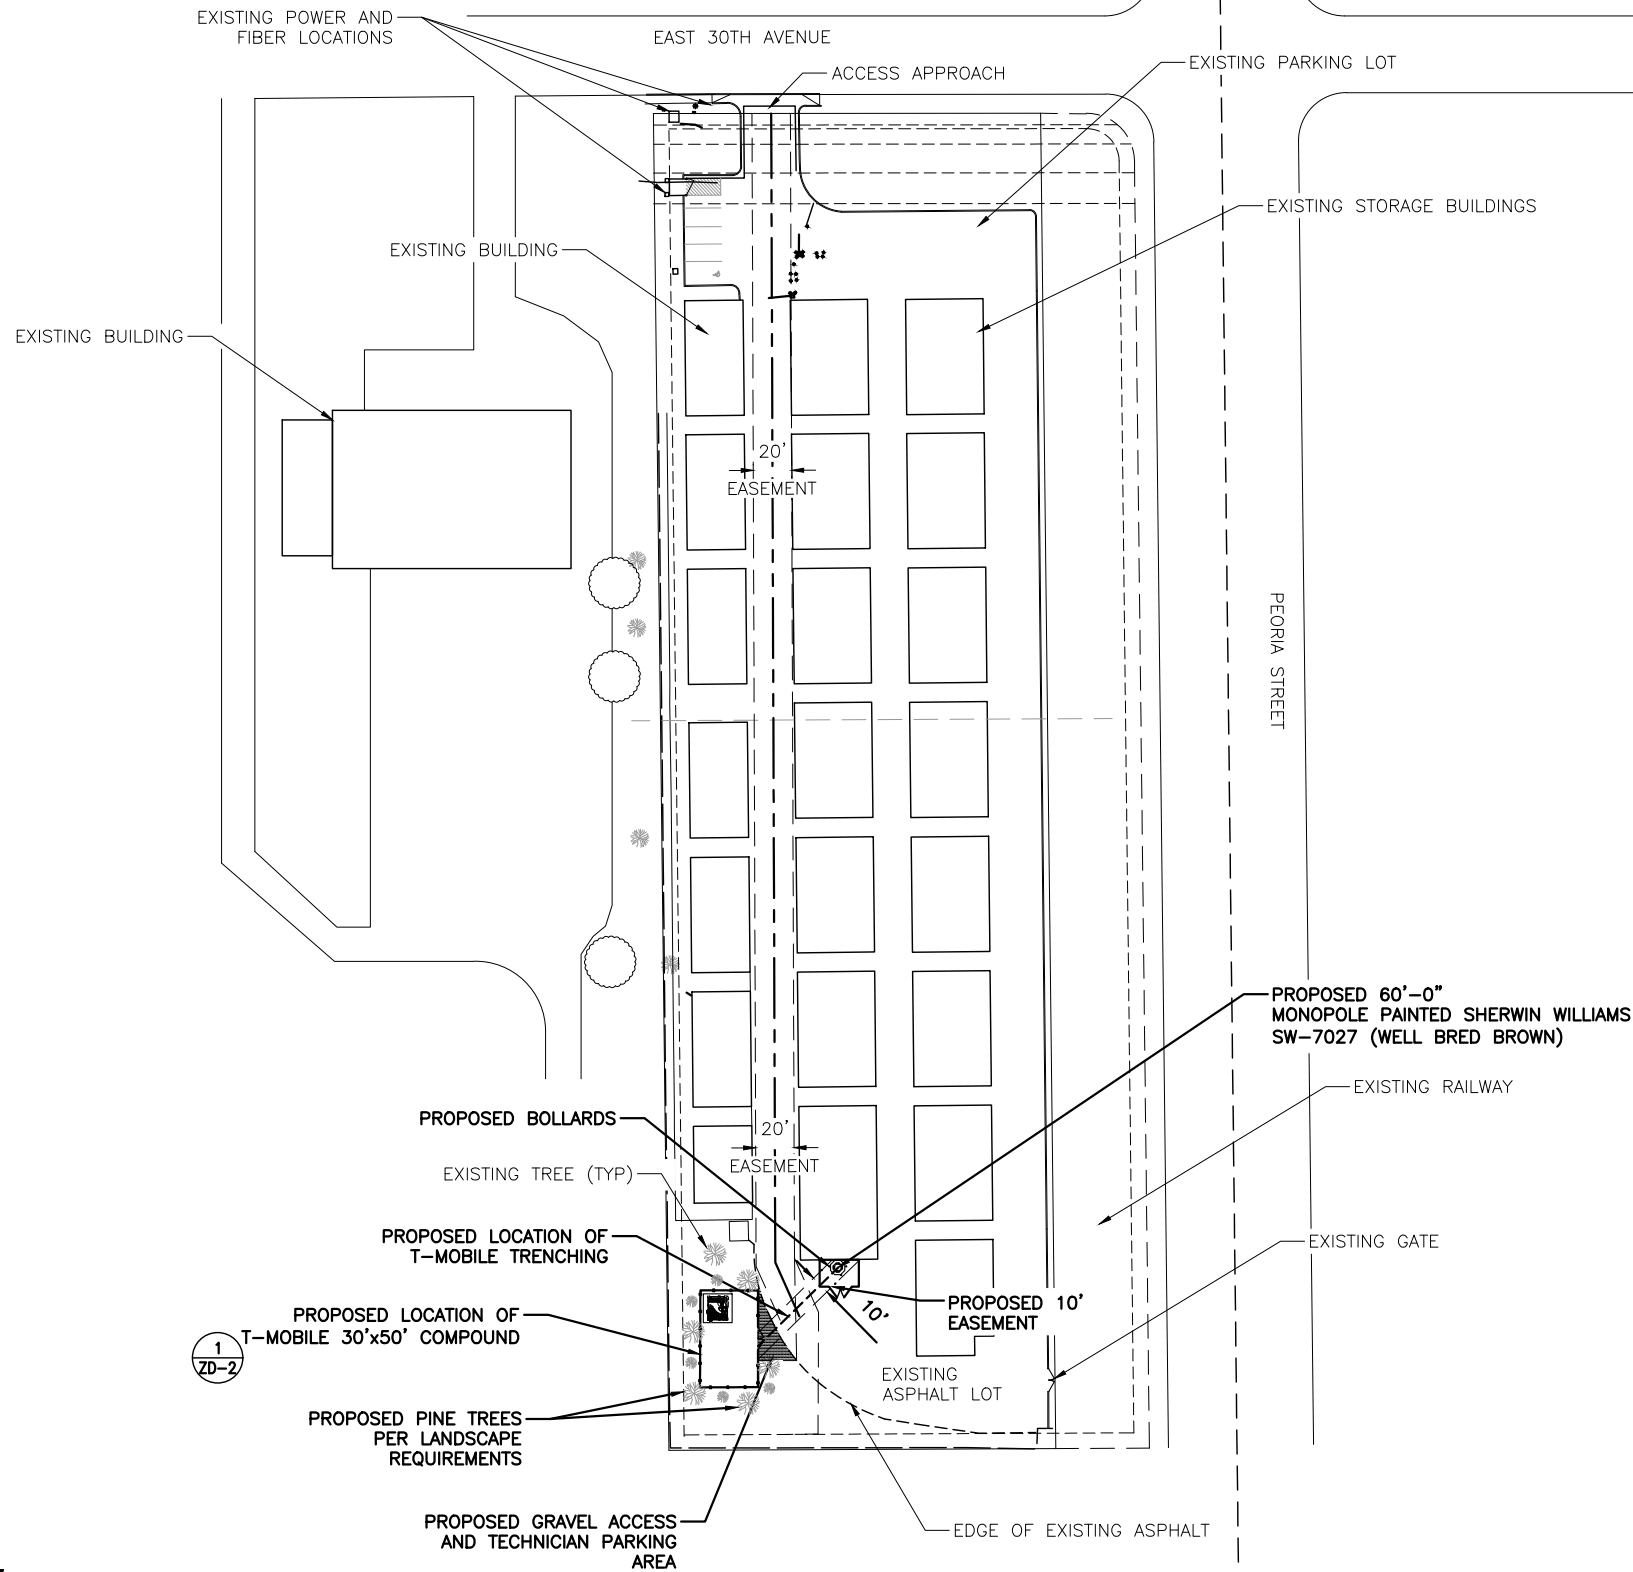 EXISTING POWER AND
FIBER LOCATIONS
EAST 30TH AVENUE
ACCESS APPROACH
EXISTING PARKING LOT
EXISTING STORAGE BUILDINGS
EXISTING BUILDING
EXISTING BUILDING
20'
EASEMENT
PEORIA STREET
PROPOSED 60'-0"
MONOPOLE PAINTED SHERWIN WILLIAMS
SW-7027 (WELL BRED BROWN)
EXISTING RAILWAY
PROPOSED BOLLARDS
20'
EASEMENT
EXISTING TREE (TYP)
PROPOSED LOCATION OF
T-MOBILE TRENCHING
EXISTING GATE
PROPOSED 10'
EASEMENT
10'
PROPOSED LOCATION OF
T-MOBILE 30'x50' COMPOUND
1
ZD-2
EXISTING
ASPHALT LOT
PROPOSED PINE TREES
PER LANDSCAPE
REQUIREMENTS
PROPOSED GRAVEL ACCESS
AND TECHNICIAN PARKING
AREA
EDGE OF EXISTING ASPHALT